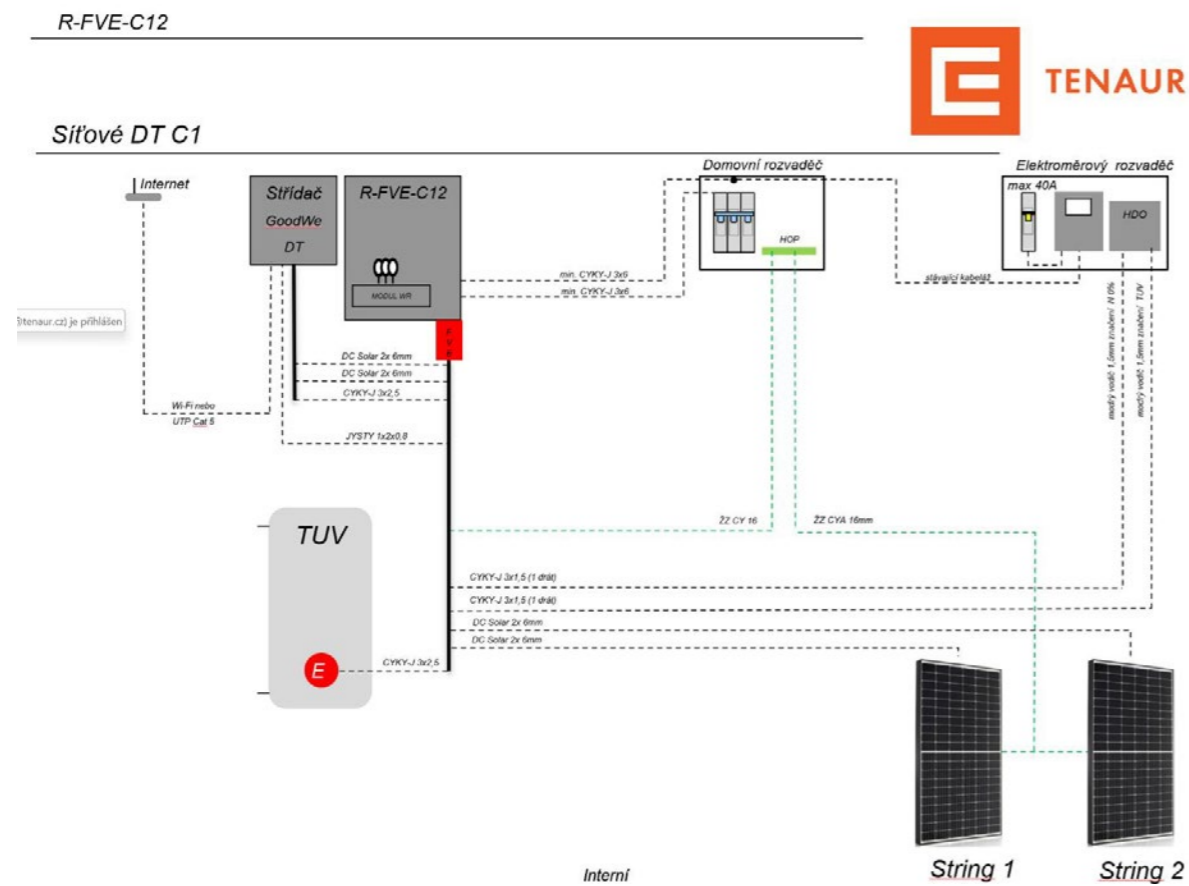 R-FVE-C12
TENAUR
Síťové DT C1
Domovní rozvaděč
Elektroměrový rozvaděč
Internet
Střídač
GoodWe
DT
R-FVE-C12
MODUL WR
FVE
max 40A
HDO
HOP
min. CYKY-J 3x6
min. CYKY-J 3x6
stávající kabeláž
modrý vodič 1,5mm značení N 0%
modrý vodič 1,5mm značení TUV
@tenaur.cz) je přihlášen
DC Solar 2x 6mm
DC Solar 2x 6mm
CYKY-J 3x2,5
Wi-Fi nebo
UTP Cat 5
JYSTY 1x2x0,8
TUV
ŽZ CY 16
ŽZ CYA 16mm
CYKY-J 3x1,5 (1 drát)
CYKY-J 3x1,5 (1 drát)
DC Solar 2x 6mm
DC Solar 2x 6mm
E
CYKY-J 3x2,5
String 1
String 2
Interní